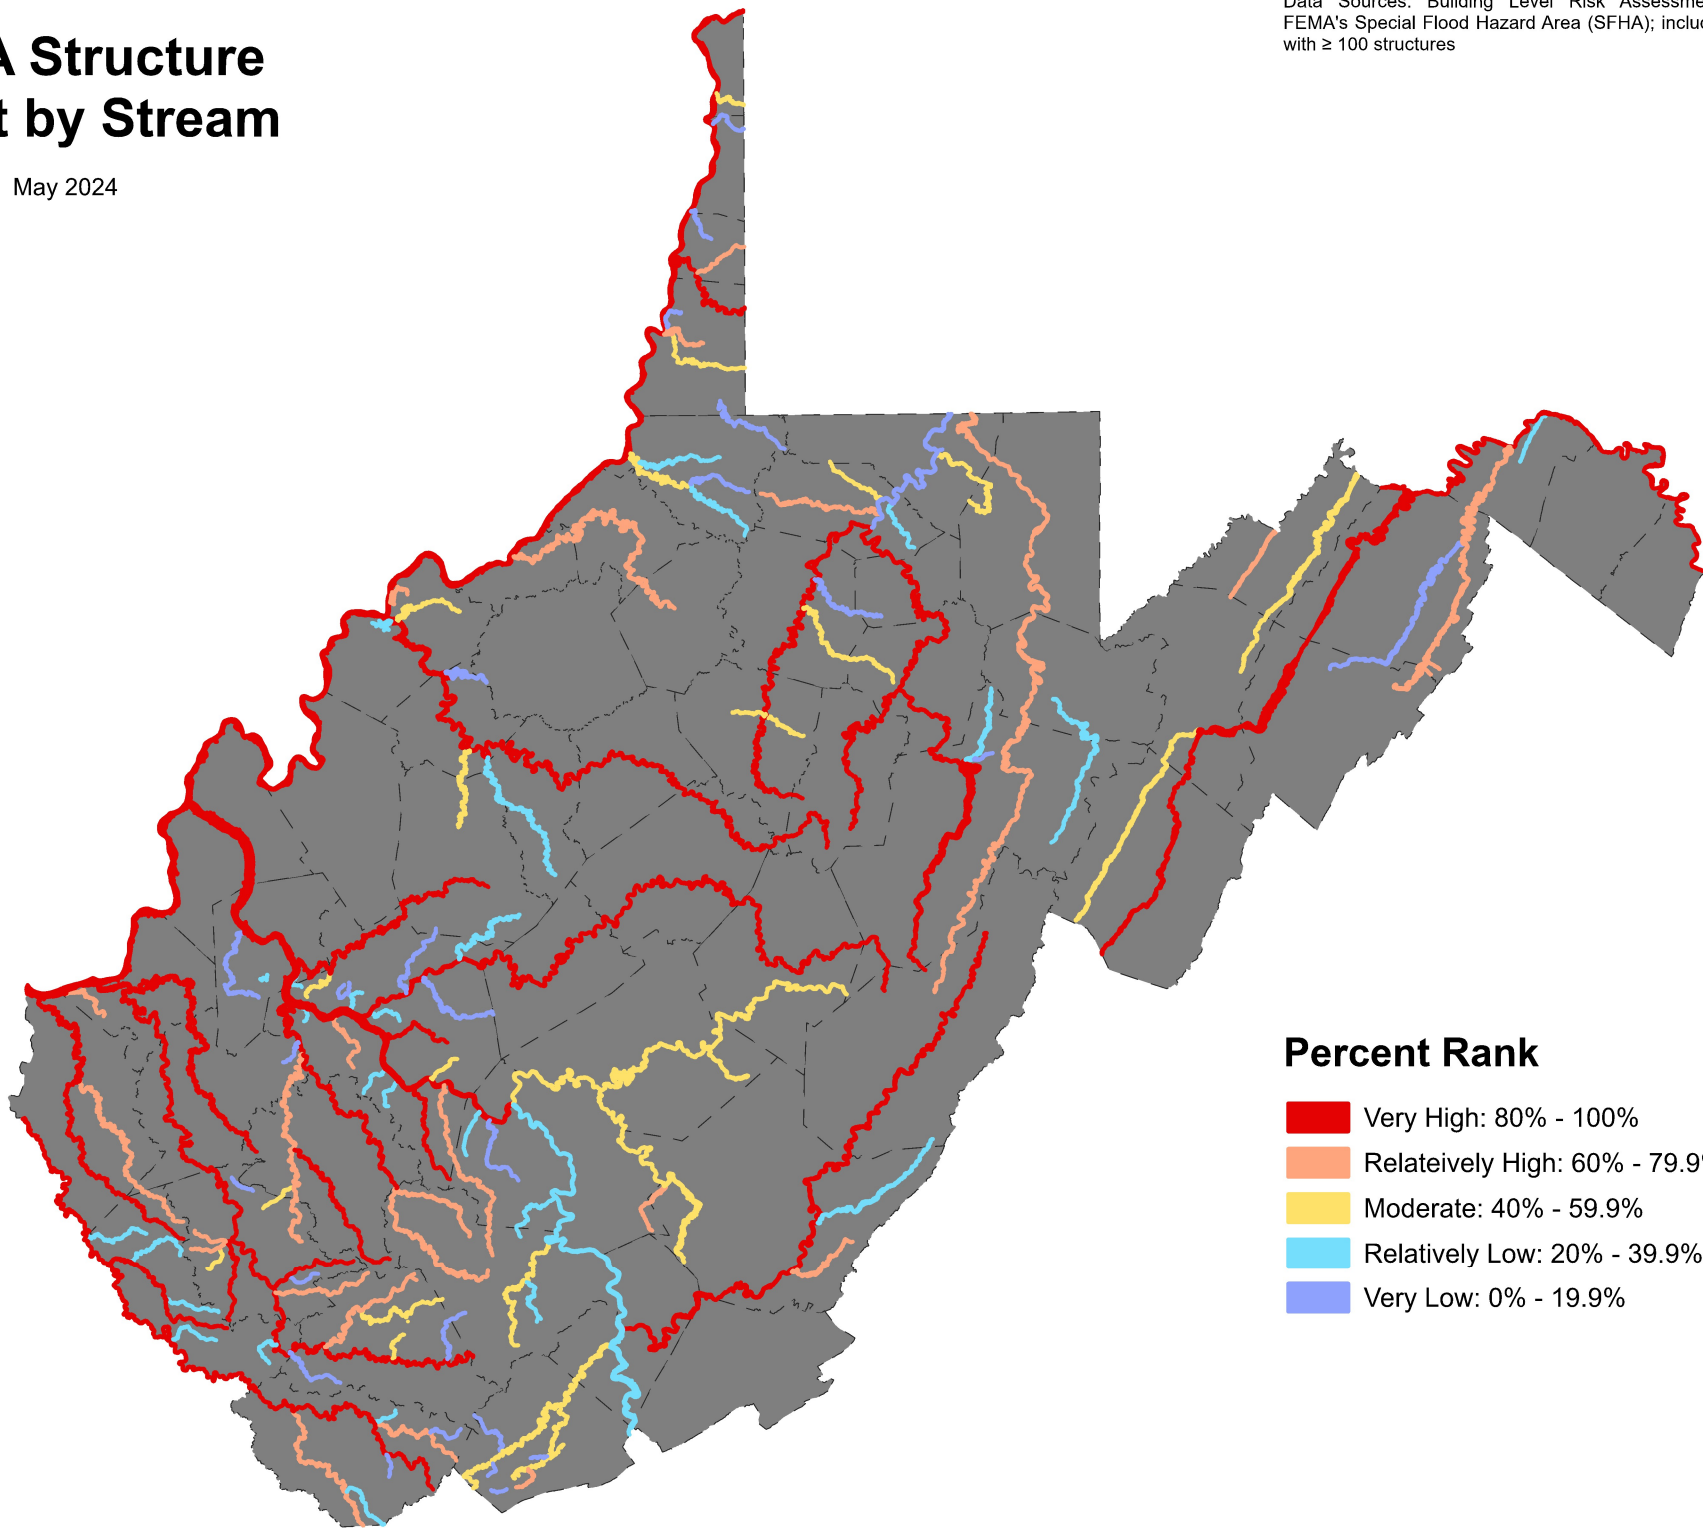 A Structure
t by Stream
May 2024
Data Sources: Building Level Risk
FEMA's Special Flood Hazard Area (SFHA);
with ≥ 100 structures
Percent Rank
Very High: 80% - 100%
Relateively High: 60% - 79.9%
Moderate: 40% - 59.9%
Relatively Low: 20% - 39.9%
Very Low: 0% - 19.9%